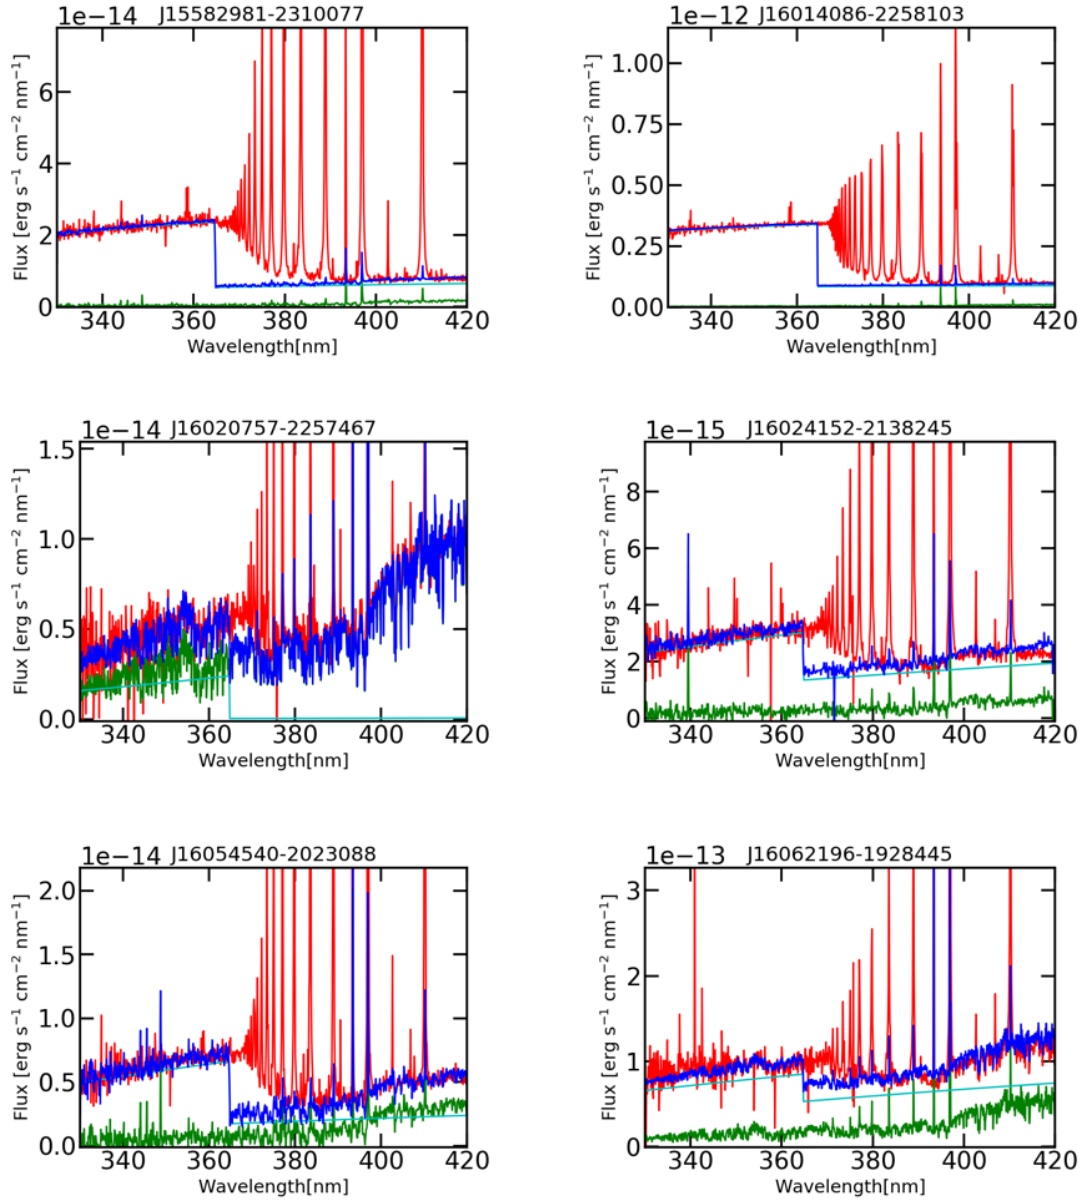 1e−14 J15582981-2310077
6
4
2
0
Flux [erg s⁻¹ cm⁻² nm⁻¹]
340 360 380 400 420
Wavelength[nm]
1e−12 J16014086-2258103
1.00
0.75
0.50
0.25
0.00
Flux [erg s⁻¹ cm⁻² nm⁻¹]
340 360 380 400 420
Wavelength[nm]
1e−14 J16020757-2257467
1.5
1.0
0.5
0.0
Flux [erg s⁻¹ cm⁻² nm⁻¹]
340 360 380 400 420
Wavelength[nm]
1e−15 J16024152-2138245
8
6
4
2
0
Flux [erg s⁻¹ cm⁻² nm⁻¹]
340 360 380 400 420
Wavelength[nm]
1e−14 J16054540-2023088
2.0
1.5
1.0
0.5
0.0
Flux [erg s⁻¹ cm⁻² nm⁻¹]
340 360 380 400 420
Wavelength[nm]
1e−13 J16062196-1928445
3
2
1
0
Flux [erg s⁻¹ cm⁻² nm⁻¹]
340 360 380 400 420
Wavelength[nm]